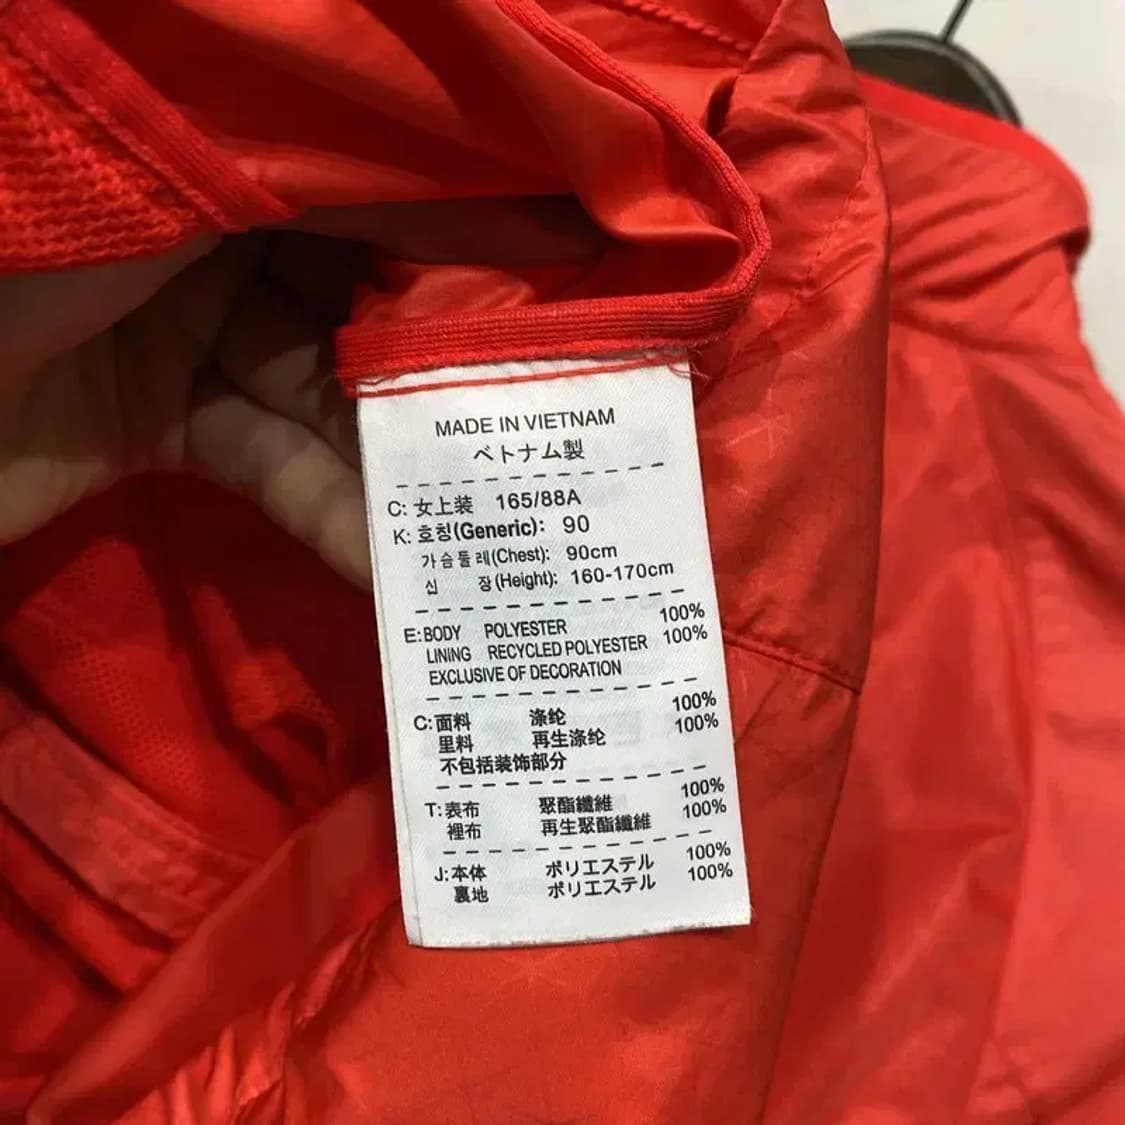 MADE IN VIETNAM
ベトナム製
C: 女上装 165/88A
K: 호칭(Generic): 90
가슴둘레(Chest): 90cm
신 장(Height): 160-170cm
E: BODY POLYESTER 100%
LINING RECYCLED POLYESTER 100%
EXCLUSIVE OF DECORATION
C: 面料 涤纶 100%
里料 再生涤纶 100%
不包括装饰部分
T: 表布 聚酯纖維 100%
裡布 再生聚酯纖維 100%
J: 本体 ポリエステル 100%
裏地 ポリエステル 100%